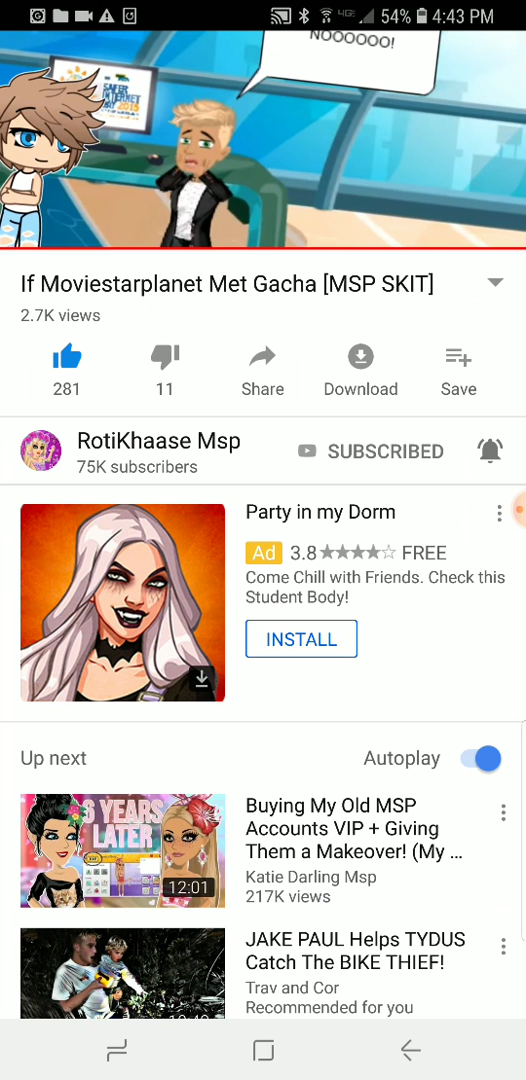 4GE 54% 4:43 PM
NOOOOOO!
SAFER
INTERNET
DAY 2015
If Moviestarplanet Met Gacha [MSP SKIT]
2.7K views
281 11 Share Download Save
RotiKhaase Msp
75K subscribers
SUBSCRIBED
Party in my Dorm
Ad 3.8 FREE
Come Chill with Friends. Check this
Student Body!
INSTALL
Up next Autoplay
6 YEARS
LATER
12:01
Buying My Old MSP
Accounts VIP + Giving
Them a Makeover! (My ...
Katie Darling Msp
217K views
JAKE PAUL Helps TYDUS
Catch The BIKE THIEF!
Trav and Cor
Recommended for you